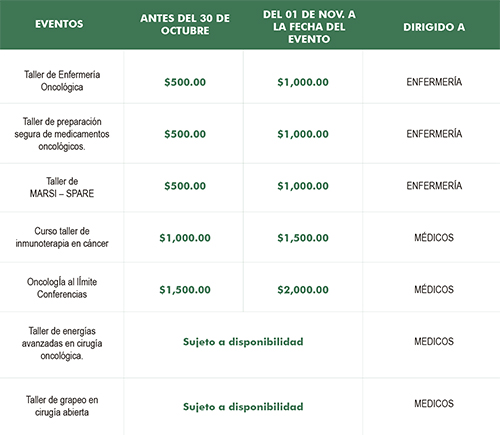 EVENTOS
ANTES DEL 30 DE
OCTUBRE
DEL 01 DE NOV. A
LA FECHA DEL
EVENTO
DIRIGIDO A
Taller de Enfermería
Oncológica
$500.00
$1,000.00
ENFERMERÍA
Taller de preparación
segura de medicamentos
oncológicos.
$500.00
$1,000.00
ENFERMERÍA
Taller de
MARSI – SPARE
$500.00
$1,000.00
ENFERMERÍA
Curso taller de
inmunoterapia en cáncer
$1,000.00
$1,500.00
MÉDICOS
OncologÍa al lÍmite
Conferencias
$1,500.00
$2,000.00
MÉDICOS
Taller de energías
avanzadas en cirugía
oncológica.
Sujeto a disponibilidad
MEDICOS
Taller de grapeo en
cirugía abierta
Sujeto a disponibilidad
MEDICOS